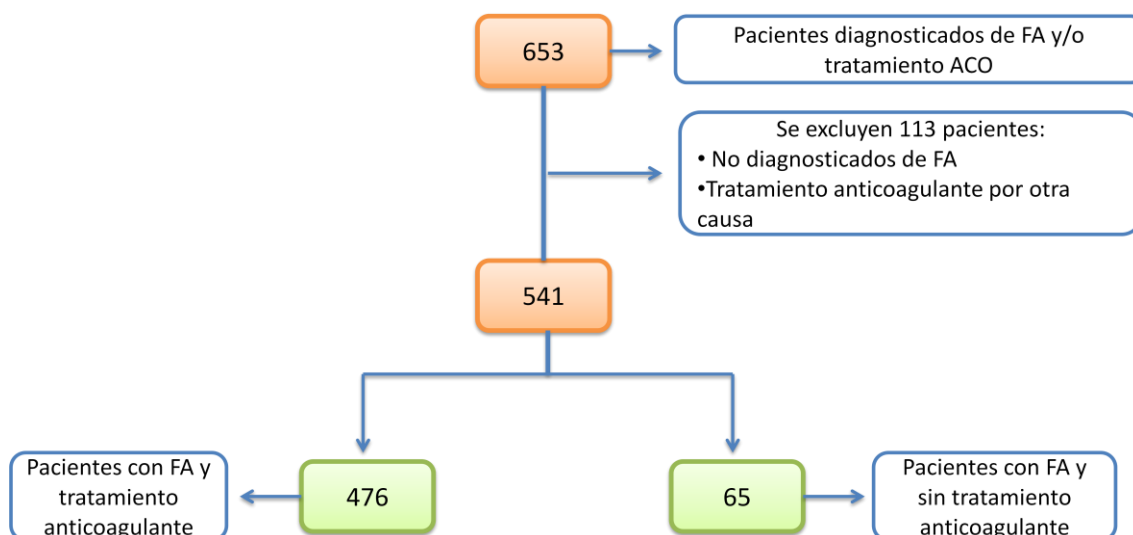 653
Pacientes diagnosticados de FA y/o
tratamiento ACO
Se excluyen 113 pacientes:
• No diagnosticados de FA
•Tratamiento anticoagulante por otra
causa
541
Pacientes con FA y
tratamiento
anticoagulante
476
65
Pacientes con FA y
sin tratamiento
anticoagulante